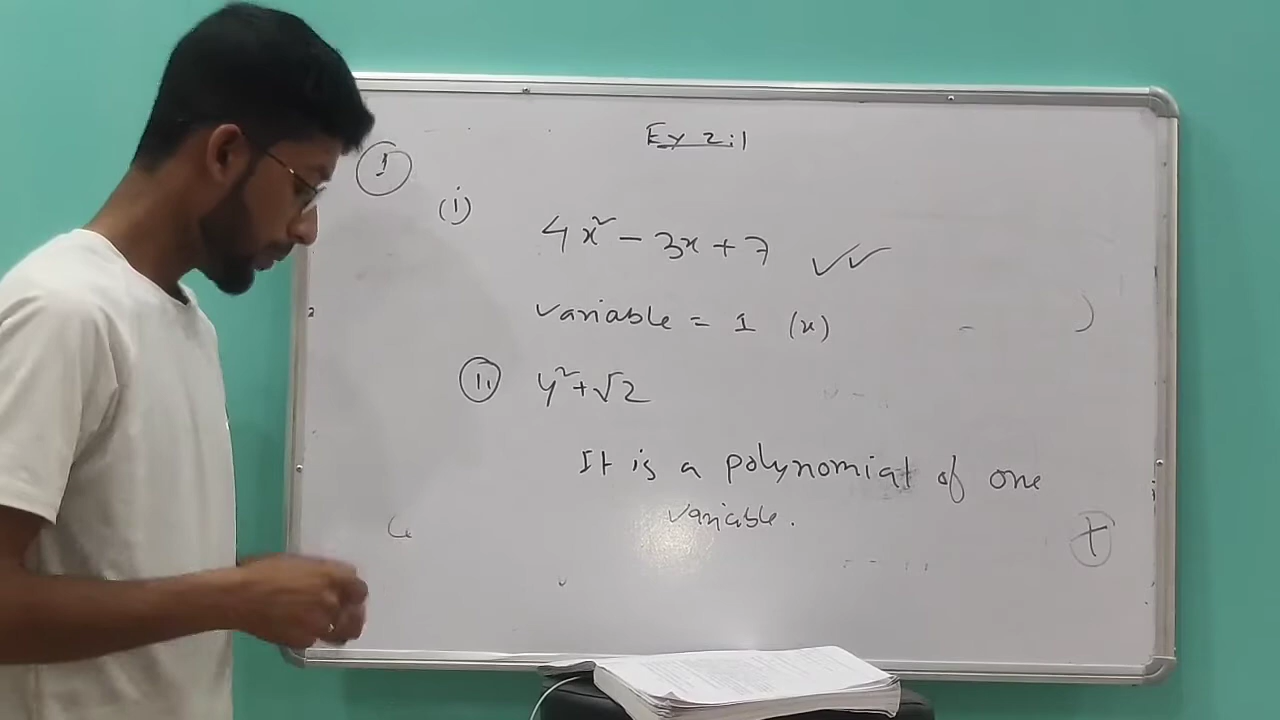 Ex 2:1
1
(i) 4x² - 3x + 7 ✓✓
variable = 1 (x)
ii y² + √2
It is a polynomial of one
variable.